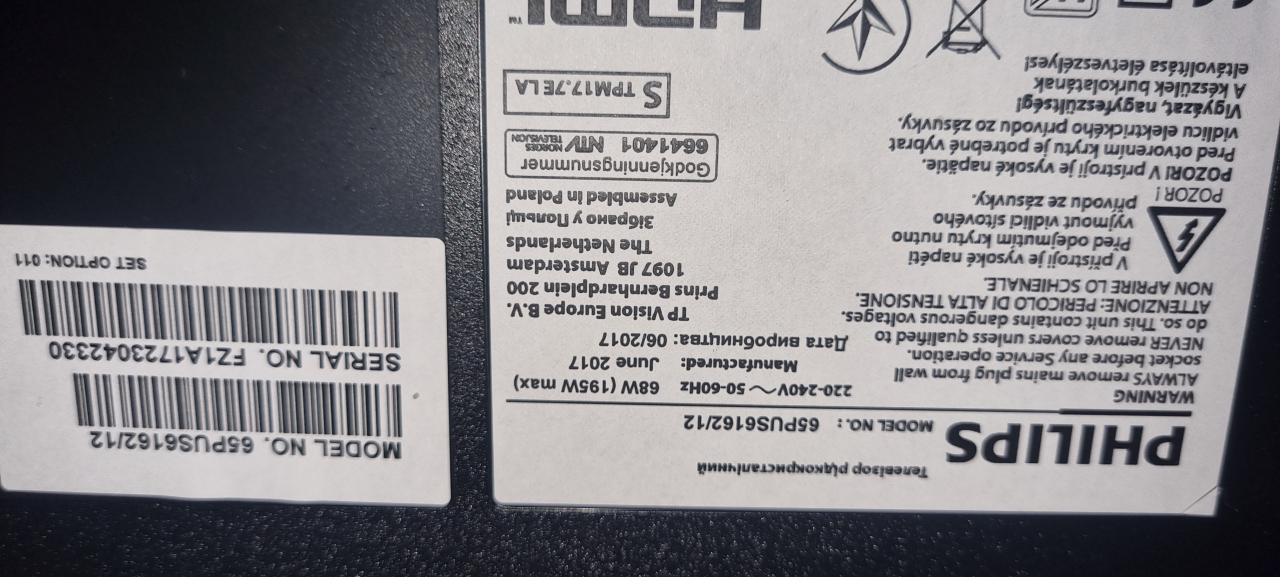 Телевізор рідкокристалічний
PHILIPS
MODEL NO.: 65PUS6162/12
WARNING
ALWAYS remove mains plug from wall
socket before any Service operation.
NEVER remove covers unless qualified to
do so. This unit contains dangerous voltages.
ATTENZIONE: PERICOLO DI ALTA TENSIONE.
NON APRIRE LO SCHIENALE.
V přístroji je vysoké népětí
Před odejmutím krytu nutno
vyjmout vidlici síťového
přívodu ze zásuvky.
POZOR!
POZOR! V prístroji je vysoké napätie.
Pred otvorením krytu je potrebné vybrat
vidlicu elektrického prívodu zo zásuvky.
Vigyázat, nagyfeszültség!
A készülék burkolatának
eltávolítása életveszélyes!
220-240V~ 50-60Hz 68W (195W max)
Manufactured: June 2017
Дата виробництва: 06/2017
TP Vision Europe B.V.
Prins Bernhardplein 200
1097 JB Amsterdam
The Netherlands
Зібрано у Польщі
Assembled in Poland
Godkjenningsnummer
6641401 NTV NORGES TELEVISJON
S TPM17.7E LA
HDMI™
MODEL NO. 65PUS6162/12
SERIAL NO. FZ1A1723042330
SET OPTION: 011